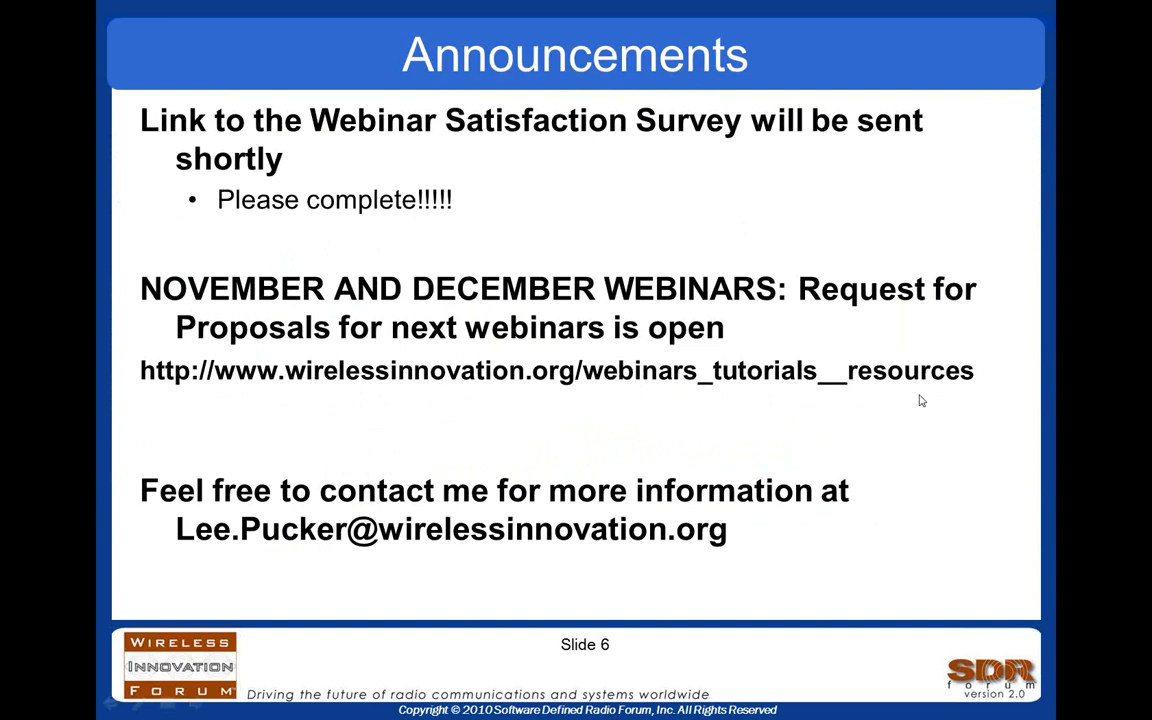 Announcements
Link to the Webinar Satisfaction Survey will be sent
shortly
• Please complete!!!!!
NOVEMBER AND DECEMBER WEBINARS: Request for
Proposals for next webinars is open
http://www.wirelessinnovation.org/webinars_tutorials__resources
Feel free to contact me for more information at
Lee.Pucker@wirelessinnovation.org
WIRELESS
INNOVATION
FORUM
Slide 6
Driving the future of radio communications and systems worldwide
SDR
forum
version 2.0
Copyright © 2010 Software Defined Radio Forum, Inc. All Rights Reserved